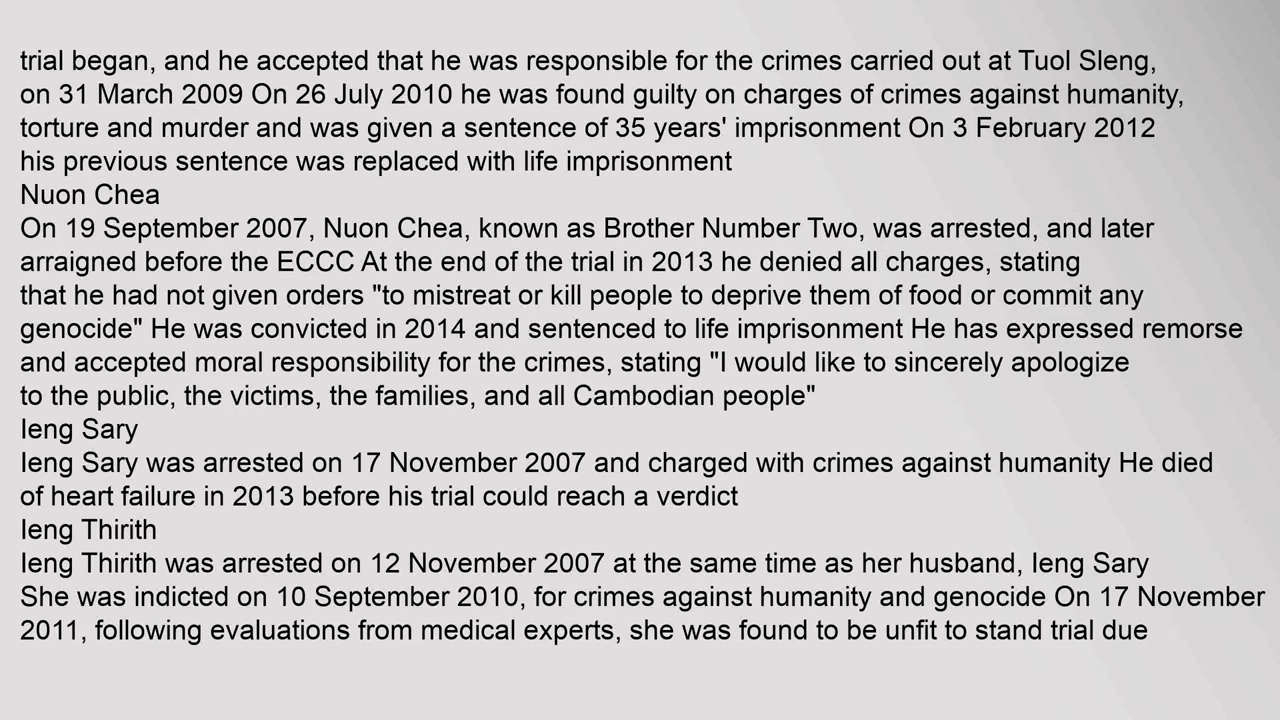 trial began, and he accepted that he was responsible for the crimes carried out at Tuol Sleng,
on 31 March 2009 On 26 July 2010 he was found guilty on charges of crimes against humanity,
torture and murder and was given a sentence of 35 years' imprisonment On 3 February 2012
his previous sentence was replaced with life imprisonment
Nuon Chea
On 19 September 2007, Nuon Chea, known as Brother Number Two, was arrested, and later
arraigned before the ECCC At the end of the trial in 2013 he denied all charges, stating
that he had not given orders "to mistreat or kill people to deprive them of food or commit any
genocide" He was convicted in 2014 and sentenced to life imprisonment He has expressed remorse
and accepted moral responsibility for the crimes, stating "I would like to sincerely apologize
to the public, the victims, the families, and all Cambodian people"
Ieng Sary
Ieng Sary was arrested on 17 November 2007 and charged with crimes against humanity He died
of heart failure in 2013 before his trial could reach a verdict
Ieng Thirith
Ieng Thirith was arrested on 12 November 2007 at the same time as her husband, Ieng Sary
She was indicted on 10 September 2010, for crimes against humanity and genocide On 17 November
2011, following evaluations from medical experts, she was found to be unfit to stand trial due